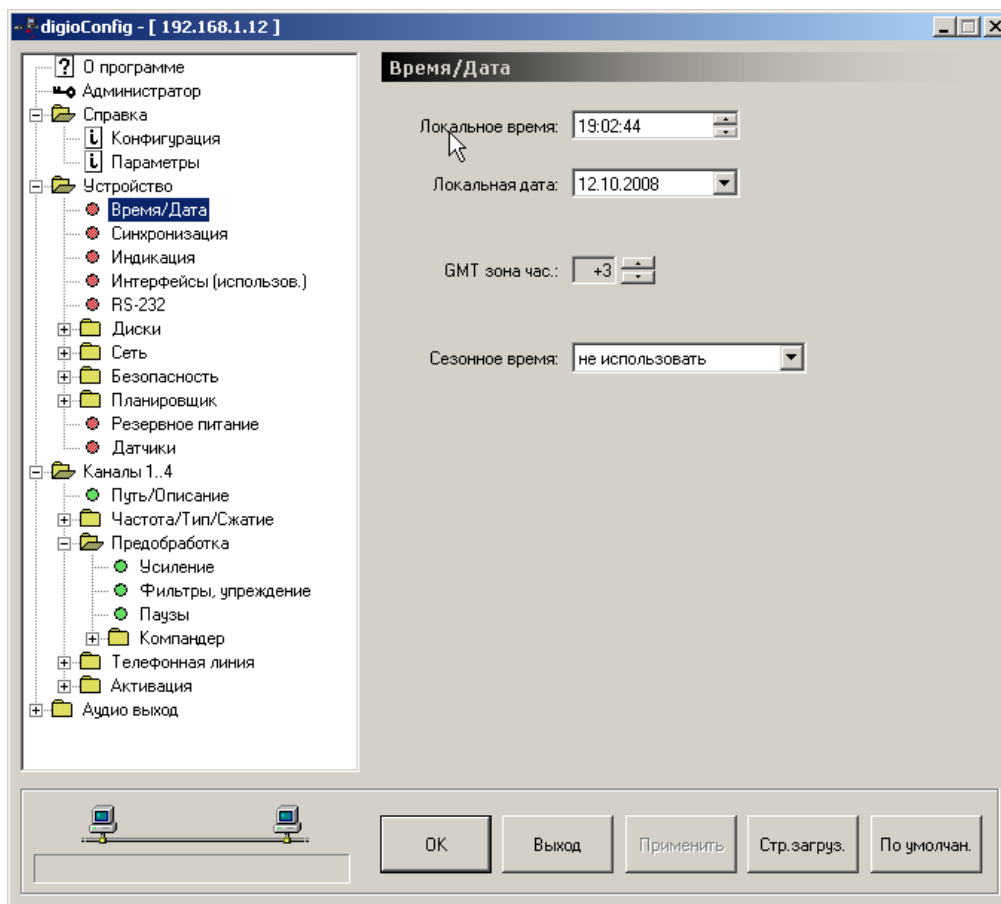 digioConfig - [ 192.168.1.12 ]
О программе
Администратор
Справка
Конфигурация
Параметры
Устройство
Время/Дата
Синхронизация
Индикация
Интерфейсы (использов.)
RS-232
Диски
Сеть
Безопасность
Планировщик
Резервное питание
Датчики
Каналы 1..4
Путь/Описание
Частота/Тип/Сжатие
Предобработка
Усиление
Фильтры, упреждение
Паузы
Компандер
Телефонная линия
Активация
Аудио выход
Время/Дата
Локальное время: 19:02:44
Локальная дата: 12.10.2008
GMT зона час.: +3
Сезонное время: не использовать
OK Выход Применить Стр.загруз. По умолчан.